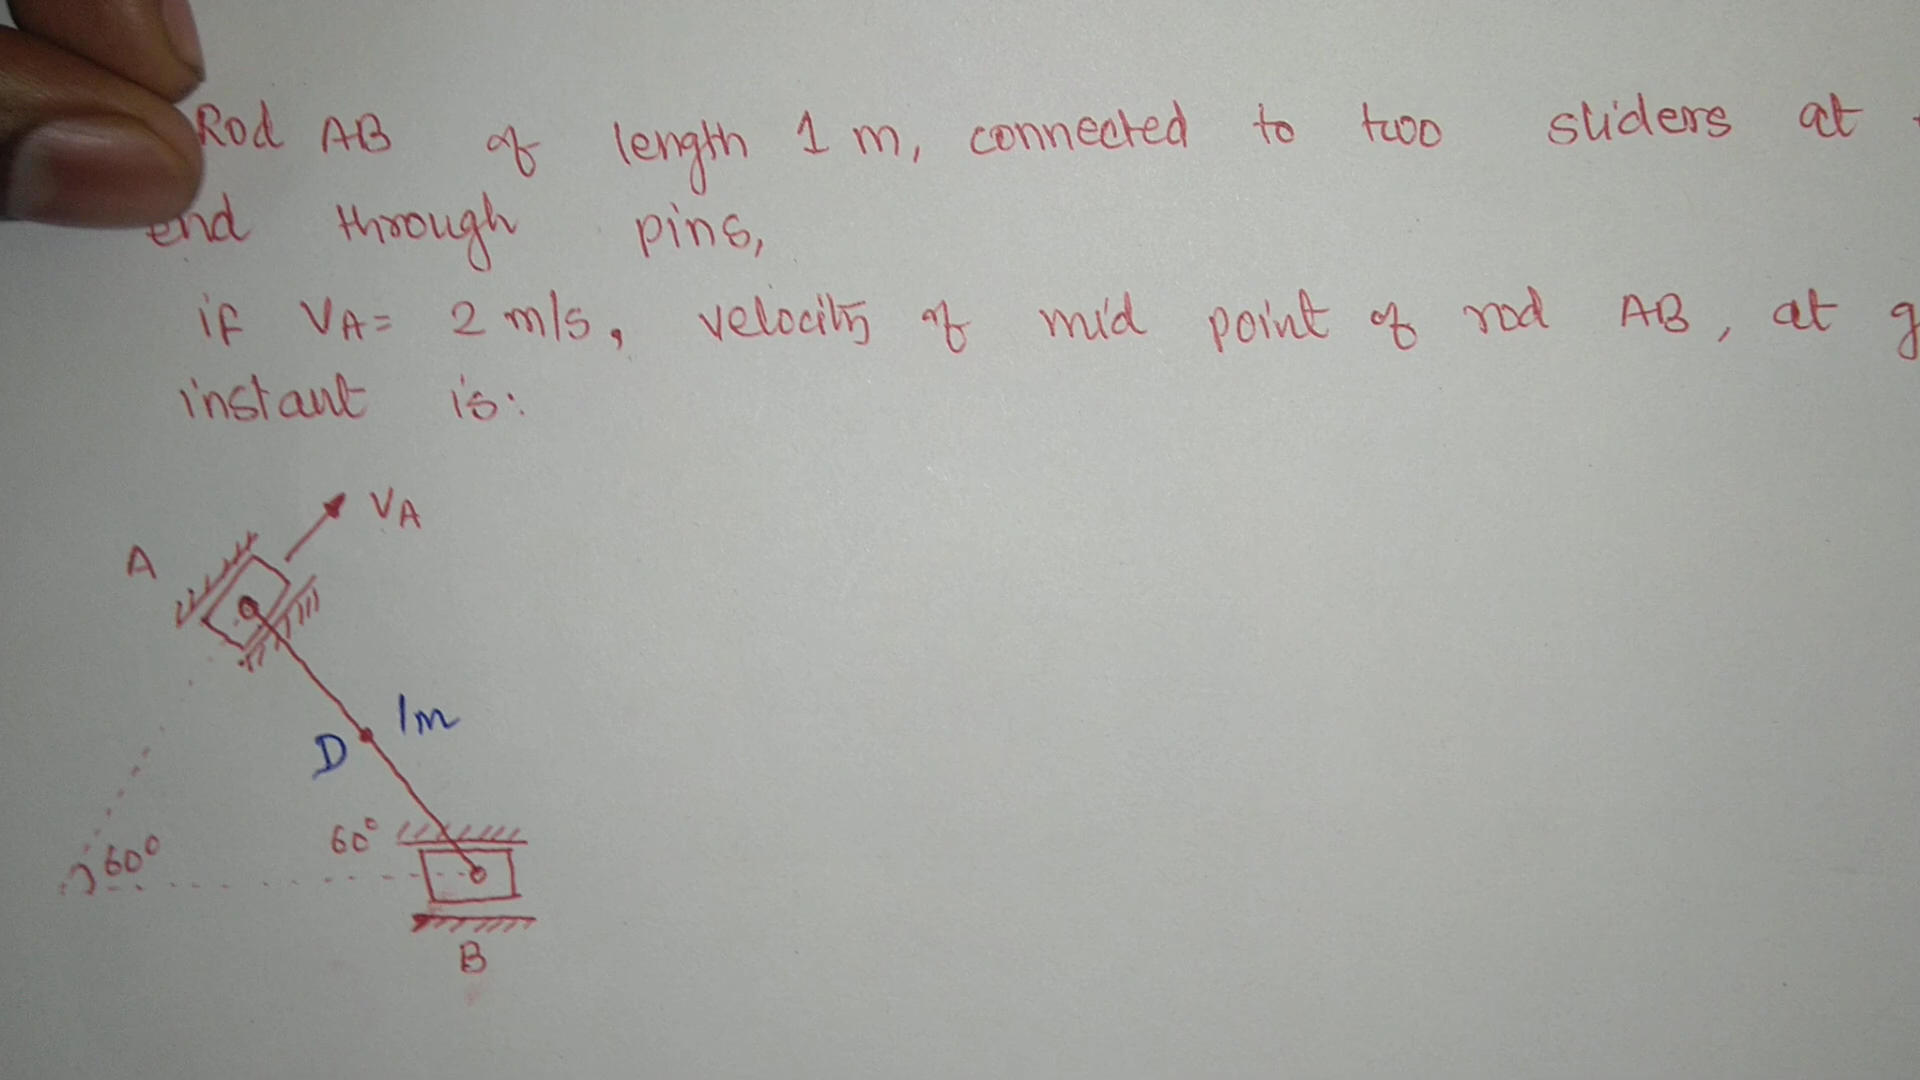 Rod AB of length 1 m, connected to two sliders at
end through pins,
if VA = 2 m/s, velocity of mid point of rod AB, at
instant is:
VA
A
1m
D
60°
60°
B